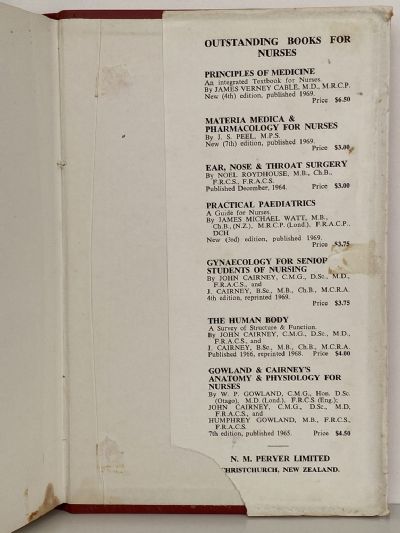 OUTSTANDING BOOKS FOR
NURSES
PRINCIPLES OF MEDICINE
An integrated Textbook for Nurses.
By JAMES VERNEY CABLE, M.D., M.R.C.P.
New (4th) edition, published 1969.
Price $6.50
MATERIA MEDICA &
PHARMACOLOGY FOR NURSES
By J. S. PEEL, M.P.S.
New (7th) edition, published 1969.
Price $3.00
EAR, NOSE & THROAT SURGERY
By NOEL ROYDHOUSE, M.B., Ch.B.,
F.R.C.S., F.R.A.C.S.
Published December, 1964. Price $3.00
PRACTICAL PAEDIATRICS
A Guide for Nurses.
By JAMES MICHAEL WATT, M.B.,
Ch.B., (N.Z.), M.R.C.P. (Lond.), F.R.A.C.P.,
DCH
New (3rd) edition, published 1969.
Price $3.75
GYNAECOLOGY FOR SENIOR
STUDENTS OF NURSING
By JOHN CAIRNEY, C.M.G., D.Sc., M.D.,
F.R.A.C.S., and
J. CAIRNEY, B.Sc., M.B., Ch.B., M.C.R.A.
4th edition, reprinted 1969.
Price $3.75
THE HUMAN BODY
A Survey of Structure & Function.
By JOHN CAIRNEY, C.M.G., D.Sc., M.D.,
F.R.A.C.S., and
J. CAIRNEY, B.Sc., M.B., Ch.B., M.C.R.A.
Published 1966, reprinted 1968. Price $4.00
GOWLAND & CAIRNEY'S
ANATOMY & PHYSIOLOGY FOR
NURSES
By W. P. GOWLAND, C.M.G., Hon. D.Sc.
(Otago), M.D. (Lond.), F.R.C.S. (Eng.);
JOHN CAIRNEY, C.M.G., D.Sc., M.D,
F.R.A.C.S., and
HUMPHREY GOWLAND, M.B., F.R.C.S.,
F.R.A.C.S.
7th edition, published 1965. Price $4.50
N. M. PERYER LIMITED
CHRISTCHURCH, NEW ZEALAND.